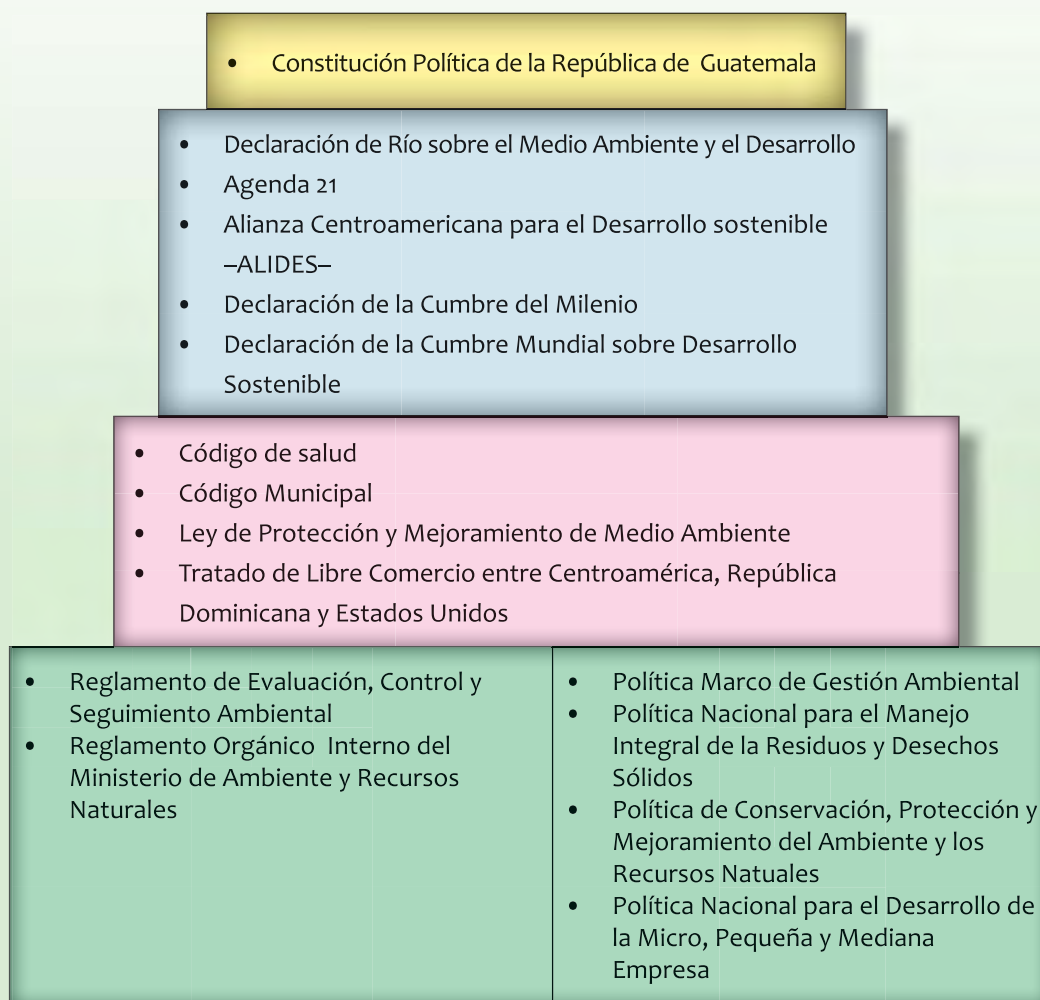 • Constitución Política de la República de Guatemala
• Declaración de Río sobre el Medio Ambiente y el Desarrollo
• Agenda 21
• Alianza Centroamericana para el Desarrollo sostenible
–ALIDES–
• Declaración de la Cumbre del Milenio
• Declaración de la Cumbre Mundial sobre Desarrollo
Sostenible
• Código de salud
• Código Municipal
• Ley de Protección y Mejoramiento de Medio Ambiente
• Tratado de Libre Comercio entre Centroamérica, República
Dominicana y Estados Unidos
• Reglamento de Evaluación, Control y
Seguimiento Ambiental
• Reglamento Orgánico Interno del
Ministerio de Ambiente y Recursos
Naturales
• Política Marco de Gestión Ambiental
• Política Nacional para el Manejo
Integral de la Residuos y Desechos
Sólidos
• Política de Conservación, Protección y
Mejoramiento del Ambiente y los
Recursos Natuales
• Política Nacional para el Desarrollo de
la Micro, Pequeña y Mediana
Empresa